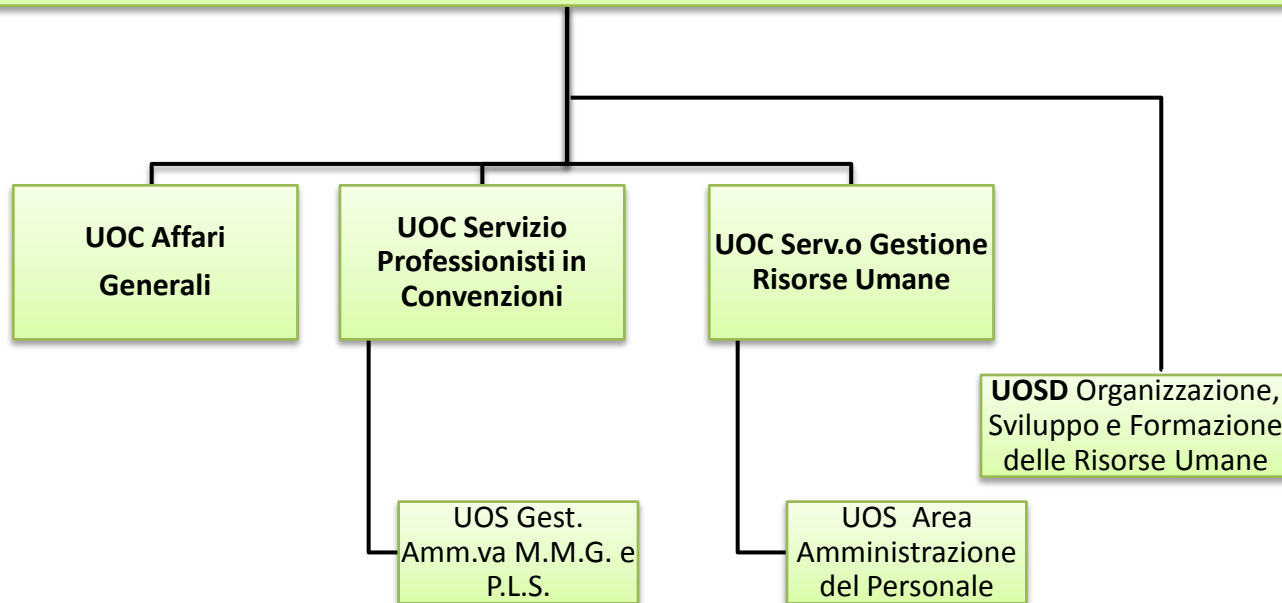 UOC Affari
Generali
UOC Servizio
Professionisti in
Convenzioni
UOC Serv.o Gestione
Risorse Umane
UOSD Organizzazione,
Sviluppo e Formazione
delle Risorse Umane
UOS Gest.
Amm.va M.M.G. e
P.L.S.
UOS Area
Amministrazione
del Personale